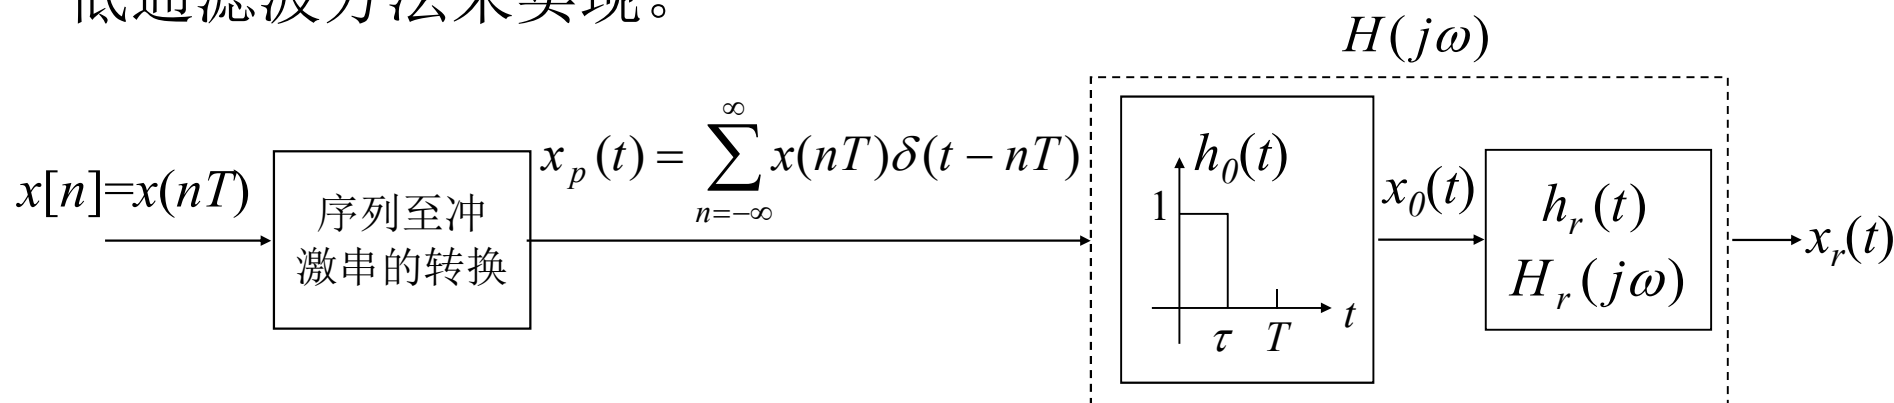 低通滤波方法来实现。
H(jω)
x[n]=x(nT)
序列至冲
激串的转换
x_p(t) = \sum_{n=-∞}^{∞} x(nT)δ(t − nT)
h_0(t)
1
τ T t
x_0(t)
h_r(t)
H_r(jω)
x_r(t)